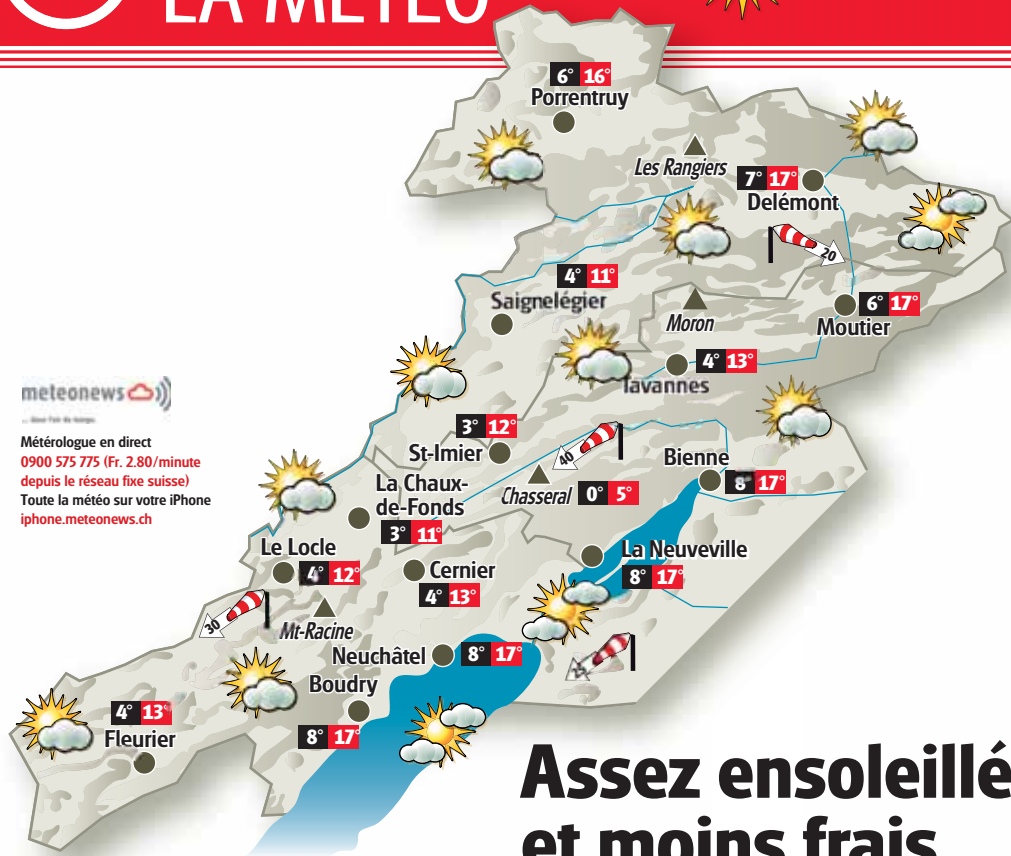 LA MÉTÉO
6° 16°
Porrentruy
Les Rangiers
7° 17°
Delémont
20
4° 11°
Saignelégier
Moron
6° 17°
Moutier
4° 13°
Tavannes
meteonews
Météorologue en direct
0900 575 775 (Fr. 2.80/minute
depuis le réseau fixe suisse)
Toute la météo sur votre iPhone
iphone.meteonews.ch
3° 12°
St-Imier
40
Chasseral 0° 5°
Bienne
8° 17°
La Chaux-
de-Fonds
3° 11°
Le Locle
4° 12°
Cernier
4° 13°
La Neuveville
8° 17°
30
Mt-Racine
Neuchâtel 8° 17°
Boudry
8° 17°
4° 13°
Fleurier
Assez ensoleillé
et moins frais